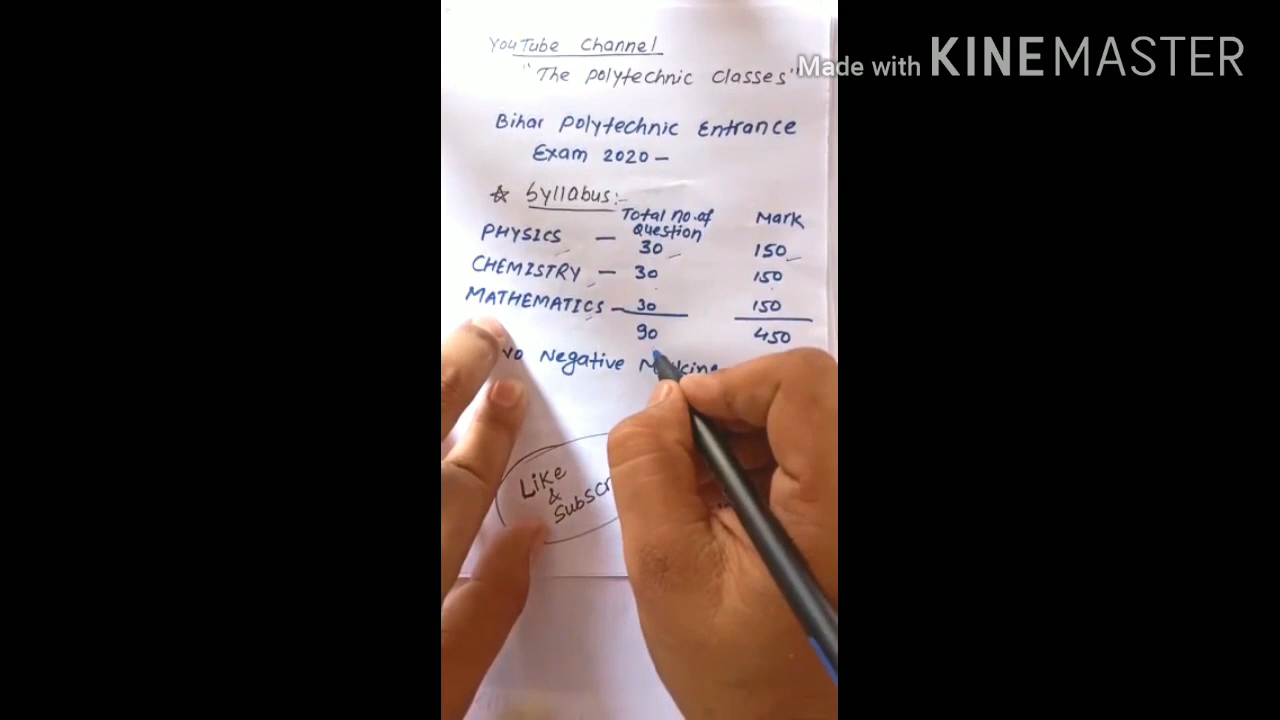 Made with KINEMASTER
YouTube Channel
"The Polytechnic Classes"
Bihar Polytechnic Entrance
Exam 2020 -
☆ Syllabus:-
Total no. of Question Mark
PHYSICS - 30 150
CHEMISTRY - 30 150
MATHEMATICS - 30 150
90 450
Negative
Like
&